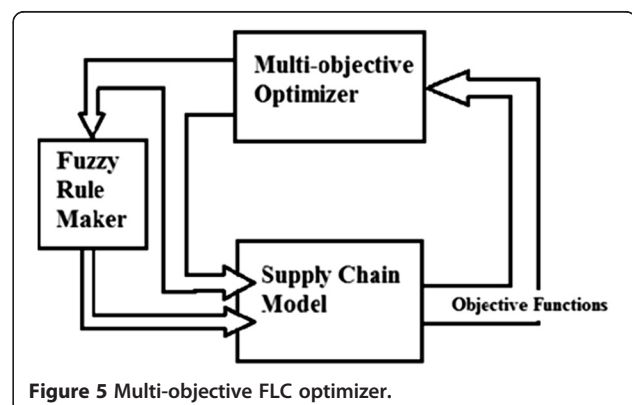 Multi-objective
Optimizer
Fuzzy
Rule
Maker
Supply Chain
Model
Objective Functions
Figure 5 Multi-objective FLC optimizer.